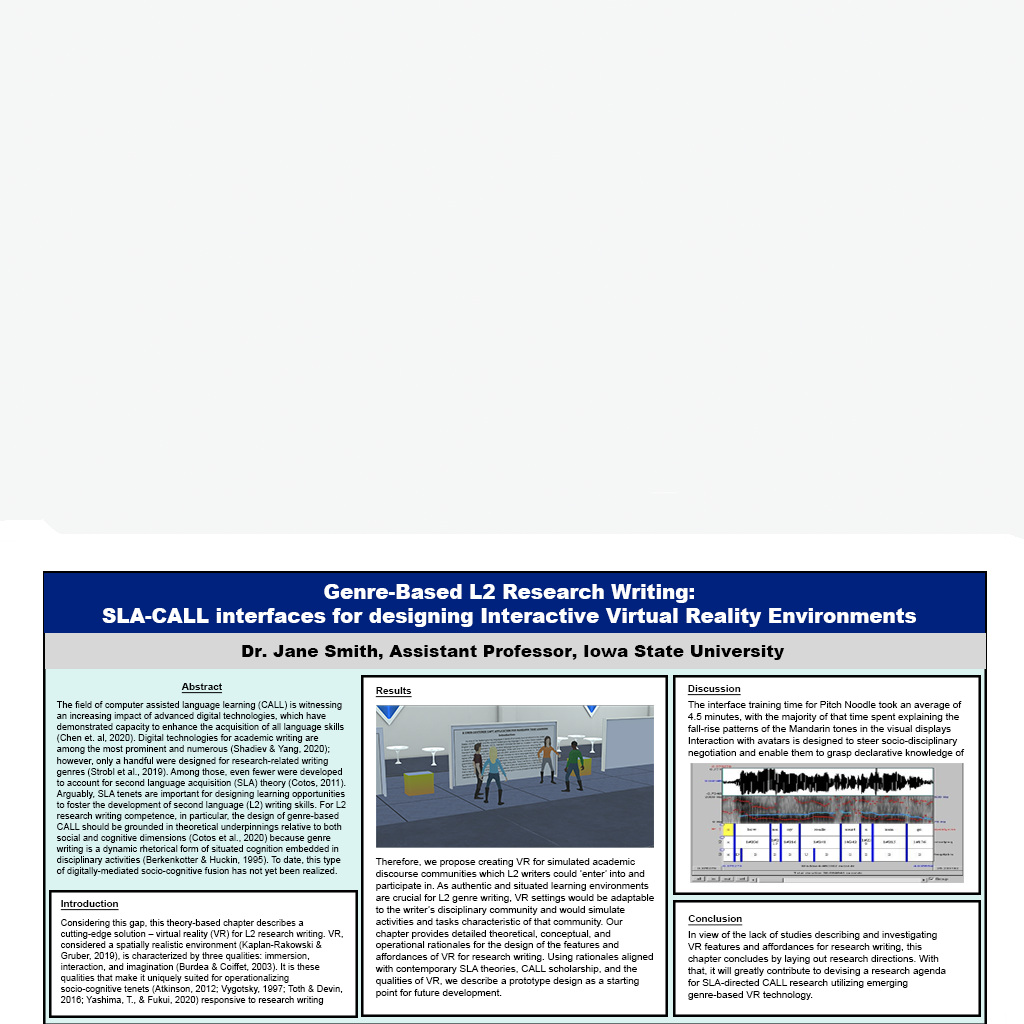 Genre-Based L2 Research Writing:
SLA-CALL interfaces for designing Interactive Virtual Reality Environments
Dr. Jane Smith, Assistant Professor, Iowa State University
Abstract
The field of computer assisted language learning (CALL) is witnessing
an increasing impact of advanced digital technologies, which have
demonstrated capacity to enhance the acquisition of all language skills
(Chen et. al, 2020). Digital technologies for academic writing are
among the most prominent and numerous (Shadiev & Yang, 2020);
however, only a handful were designed for research-related writing
genres (Strobl et al., 2019). Among those, even fewer were developed
to account for second language acquisition (SLA) theory (Cotos, 2011).
Arguably, SLA tenets are important for designing learning opportunities
to foster the development of second language (L2) writing skills. For L2
research writing competence, in particular, the design of genre-based
CALL should be grounded in theoretical underpinnings relative to both
social and cognitive dimensions (Cotos et al., 2020) because genre
writing is a dynamic rhetorical form of situated cognition embedded in
disciplinary activities (Berkenkotter & Huckin, 1995). To date, this type
of digitally-mediated socio-cognitive fusion has not yet been realized.
Introduction
Considering this gap, this theory-based chapter describes a
cutting-edge solution – virtual reality (VR) for L2 research writing. VR,
considered a spatially realistic environment (Kaplan-Rakowski &
Gruber, 2019), is characterized by three qualities: immersion,
interaction, and imagination (Burdea & Coiffet, 2003). It is these
qualities that make it uniquely suited for operationalizing
socio-cognitive tenets (Atkinson, 2012; Vygotsky, 1997; Toth & Devin,
2016; Yashima, T., & Fukui, 2020) responsive to research writing
Results
Therefore, we propose creating VR for simulated academic
discourse communities which L2 writers could ‘enter’ into and
participate in. As authentic and situated learning environments
are crucial for L2 genre writing, VR settings would be adaptable
to the writer’s disciplinary community and would simulate
activities and tasks characteristic of that community. Our
chapter provides detailed theoretical, conceptual, and
operational rationales for the design of the features and
affordances of VR for research writing. Using rationales aligned
with contemporary SLA theories, CALL scholarship, and the
qualities of VR, we describe a prototype design as a starting
point for future development.
Discussion
The interface training time for Pitch Noodle took an average of
4.5 minutes, with the majority of that time spent explaining the
fall-rise patterns of the Mandarin tones in the visual displays
Interaction with avatars is designed to steer socio-disciplinary
negotiation and enable them to grasp declarative knowledge of
Conclusion
In view of the lack of studies describing and investigating
VR features and affordances for research writing, this
chapter concludes by laying out research directions. With
that, it will greatly contribute to devising a research agenda
for SLA-directed CALL research utilizing emerging
genre-based VR technology.